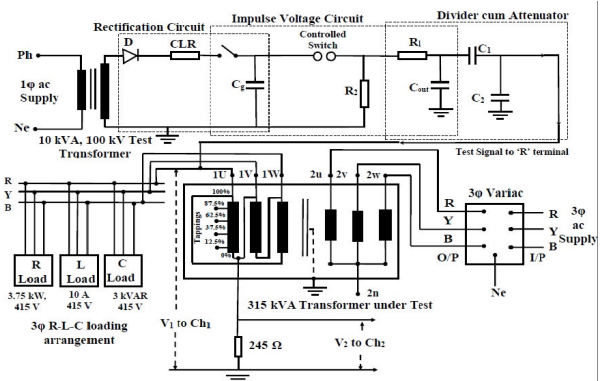 Rectification Circuit
Impulse Voltage Circuit
Divider cum Attenuator
Controlled
Switch
D
CLR
R1
C1
Ph
Cg
R2
Cout
C2
1φ ac
Supply
Ne
10 kVA, 100 kV Test
Transformer
Test Signal to 'R' terminal
1U
1V
1W
2u
2v
2w
3φ Variac
R
Y
B
100%
87.5%
62.5%
37.5%
12.5%
0%
Tappings
R
Y
B
O/P
R
Y
B
I/P
3φ
ac
Supply
Ne
R
Load
L
Load
C
Load
3.75 kW,
415 V
10 A
415 V
3 kVAR
415 V
2n
315 kVA Transformer under Test
3φ R-L-C loading
arrangement
V1 to Ch1
245 Ω
V2 to Ch2